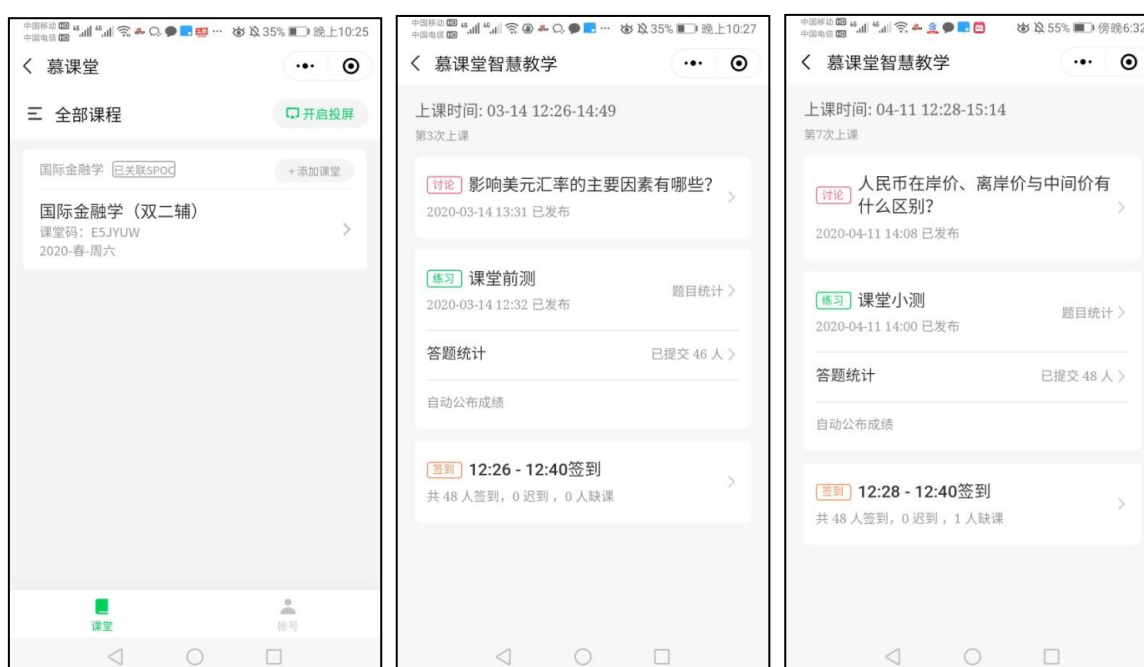 中国移动 HD
中国电信 HD
35% 晚上10:25
慕课堂
全部课程
开启投屏
国际金融学 已关联SPOC
+ 添加课堂
国际金融学（双二辅）
课堂码：E5JYUW
2020-春-周六
课堂
帐号
中国移动 HD
中国电信 HD
35% 晚上10:27
慕课堂智慧教学
上课时间: 03-14 12:26-14:49
第3次上课
讨论 影响美元汇率的主要因素有哪些?
2020-03-14 13:31 已发布
练习 课堂前测
2020-03-14 12:32 已发布
题目统计
答题统计
已提交 46 人
自动公布成绩
签到 12:26 - 12:40签到
共 48 人签到，0 迟到 ，0 人缺课
中国移动 HD
中国电信 HD
55% 傍晚6:32
慕课堂智慧教学
上课时间: 04-11 12:28-15:14
第7次上课
讨论 人民币在岸价、离岸价与中间价有
什么区别?
2020-04-11 14:08 已发布
练习 课堂小测
2020-04-11 14:00 已发布
题目统计
答题统计
已提交 48 人
自动公布成绩
签到 12:28 - 12:40签到
共 48 人签到，0 迟到 ，1 人缺课